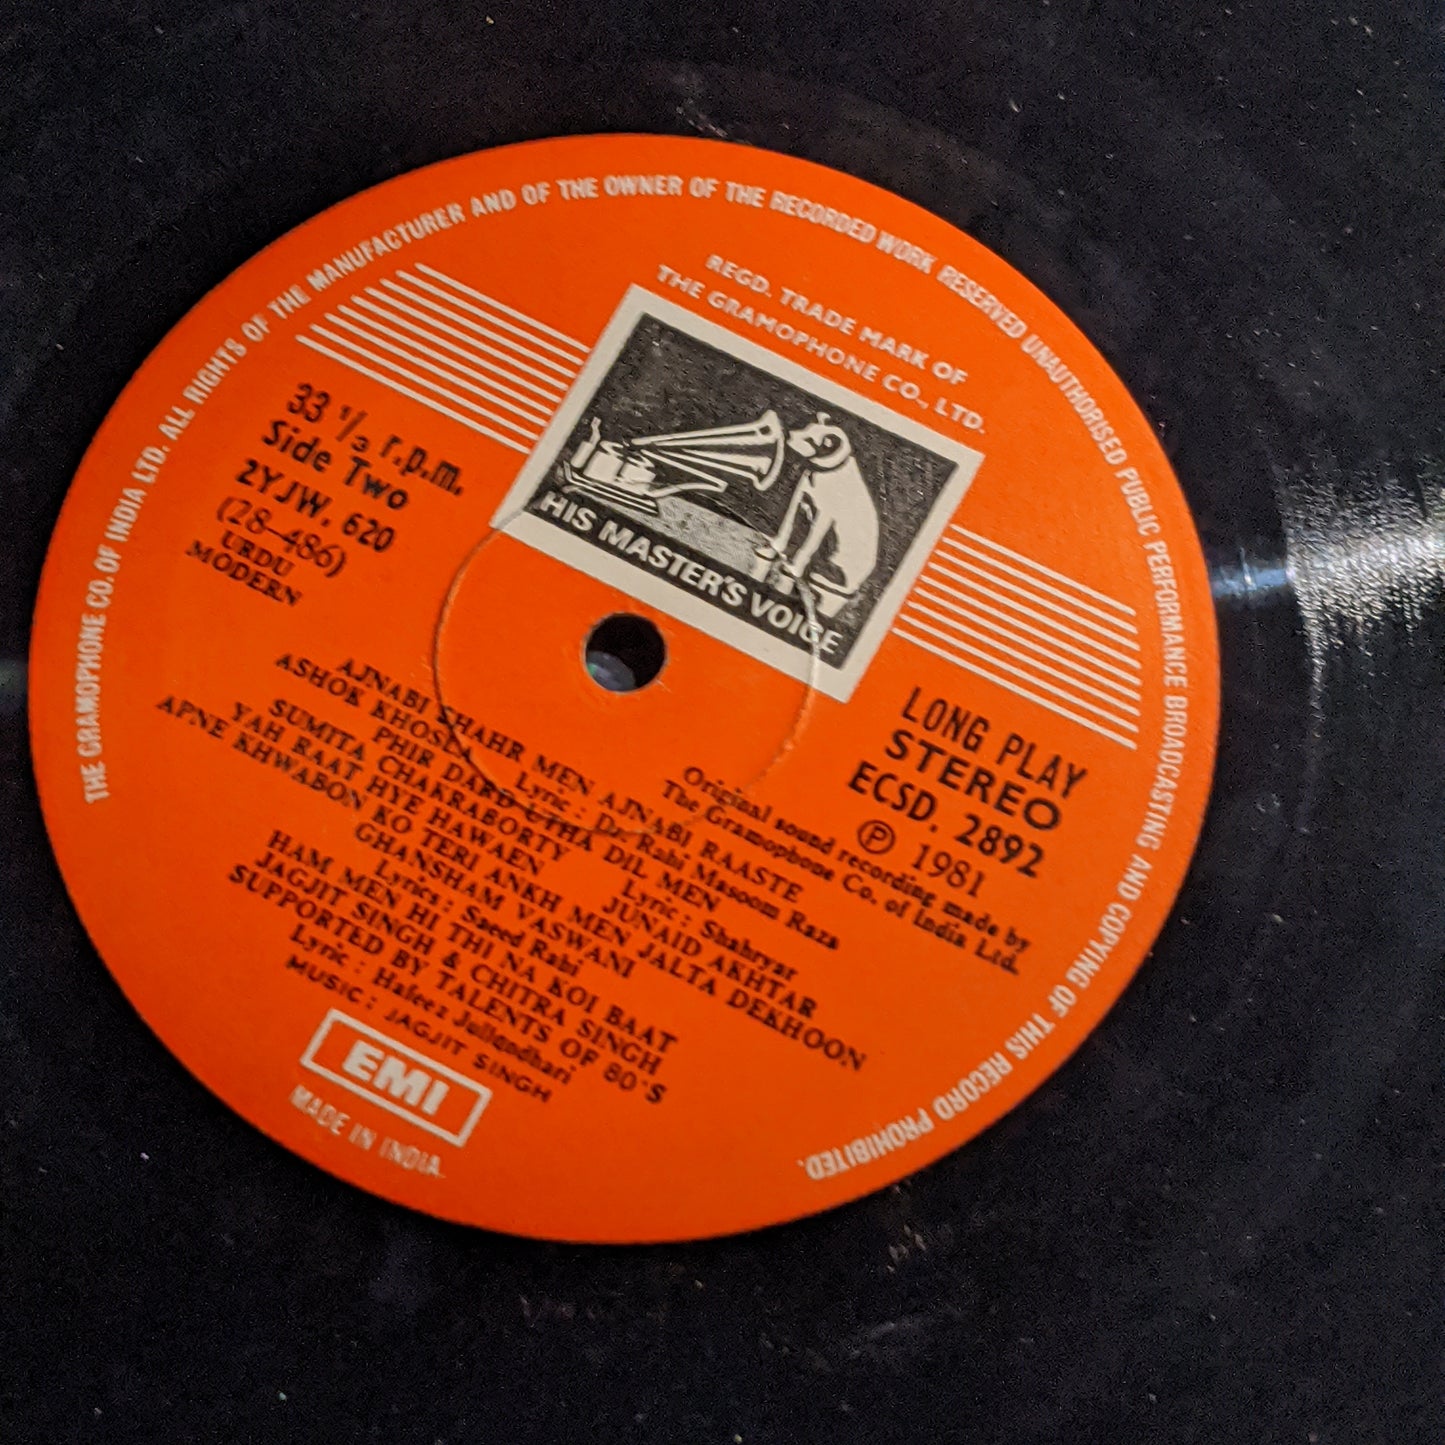 THE GRAMOPHONE CO. OF INDIA LTD. ALL RIGHTS OF THE MANUFACTURER AND OF THE OWNER OF THE RECORDED WORK RESERVED UNAUTHORISED PUBLIC PERFORMANCE BROADCASTING AND COPYING OF THIS RECORD PROHIBITED.
REGD. TRADE MARK OF
THE GRAMOPHONE CO., LTD.
HIS MASTER'S VOICE
33 1/3 r.p.m.
Side Two
2YJW. 620
(28-486)
URDU
MODERN
LONG PLAY
STEREO
ECSD. 2892
Ⓟ 1981
Original sound recording made by
The Gramophone Co. of India Ltd.
AJNABI SHAHR MEN AJNABI RAASTE
ASHOK KHOSLA Lyric : Dr. Rahi Masoom Raza
PHIR DARD UTHA DIL MEN
SUMITA CHAKRABORTY Lyric : Shahryar
YAH RAAT HYE HAWAEN JUNAID AKHTAR
APNE KHWABON KO TERI ANKH MEN JALTA DEKHOON
GHANSHAM VASWANI
Lyrics : Saeed Rahi
HAM MEN HI THI NA KOI BAAT
JAGJIT SINGH & CHITRA SINGH
SUPPORTED BY TALENTS OF 80'S
Lyric : Hafeez Jullandhari
MUSIC : JAGJIT SINGH
EMI
MADE IN INDIA